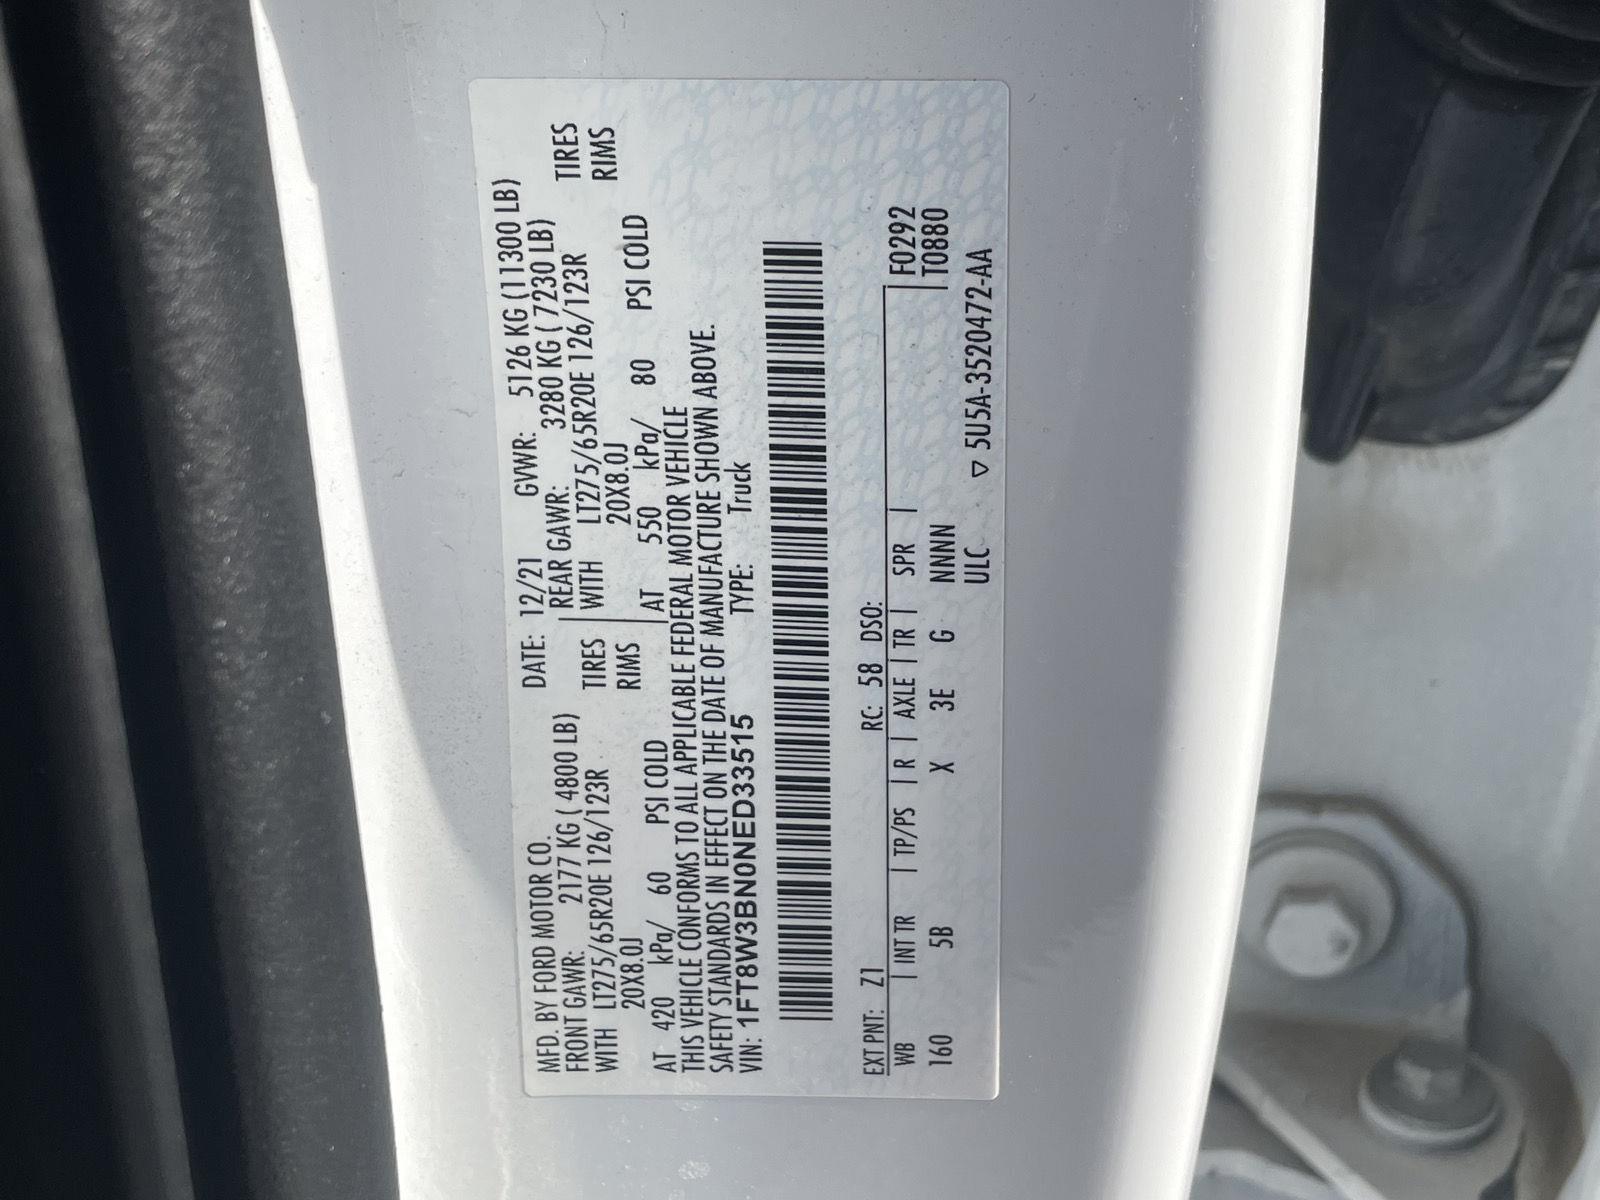 MFD. BY FORD MOTOR CO. DATE: 12/21 GVWR: 5126 KG (11300 LB)
FRONT GAWR: 2177 KG ( 4800 LB) REAR GAWR: 3280 KG ( 7230 LB)
WITH LT275/65R20E 126/123R TIRES WITH LT275/65R20E 126/123R TIRES
20X8.0J RIMS 20X8.0J RIMS
AT 420 kPa/ 60 PSI COLD AT 550 kPa/ 80 PSI COLD
THIS VEHICLE CONFORMS TO ALL APPLICABLE FEDERAL MOTOR VEHICLE
SAFETY STANDARDS IN EFFECT ON THE DATE OF MANUFACTURE SHOWN ABOVE.
VIN: 1FT8W3BN0NED33515 TYPE: Truck
EXT PNT: Z1 RC: 58 DSO:
WB | INT TR | TP/PS | R | AXLE | TR | SPR | F0292
160 5B X 3E G NNNN T0880
ULC ▽ 5U5A-3520472-AA